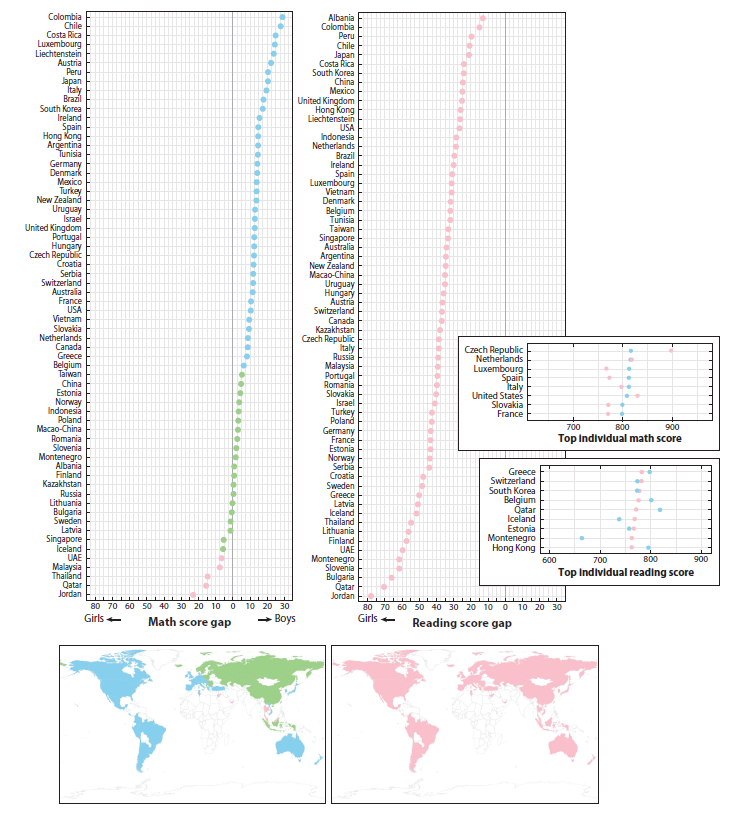 Colombia
Chile
Costa Rica
Luxembourg
Liechtenstein
Austria
Peru
Japan
Italy
Brazil
South Korea
Ireland
Spain
Hong Kong
Argentina
Tunisia
Germany
Denmark
Mexico
Turkey
New Zealand
Uruguay
Israel
United Kingdom
Portugal
Hungary
Czech Republic
Croatia
Serbia
Switzerland
Australia
France
USA
Vietnam
Slovakia
Netherlands
Canada
Greece
Belgium
Taiwan
China
Estonia
Norway
Indonesia
Poland
Macao-China
Romania
Slovenia
Montenegro
Albania
Finland
Kazakhstan
Russia
Lithuania
Bulgaria
Sweden
Latvia
Singapore
Iceland
UAE
Malaysia
Thailand
Qatar
Jordan
80 70 60 50 40 30 20 10 0 10 20 30
Girls Math score gap Boys
Albania
Colombia
Peru
Chile
Japan
Costa Rica
South Korea
China
Mexico
United Kingdom
Hong Kong
Liechtenstein
USA
Indonesia
Netherlands
Brazil
Ireland
Spain
Luxembourg
Vietnam
Denmark
Belgium
Tunisia
Taiwan
Singapore
Australia
Argentina
New Zealand
Macao-China
Uruguay
Hungary
Austria
Switzerland
Canada
Kazakhstan
Czech Republic
Italy
Russia
Malaysia
Portugal
Romania
Slovakia
Israel
Turkey
Poland
Germany
France
Estonia
Norway
Serbia
Croatia
Sweden
Greece
Latvia
Iceland
Thailand
Lithuania
Finland
UAE
Montenegro
Slovenia
Bulgaria
Qatar
Jordan
80 70 60 50 40 30 20 10 0 10 20 30
Girls Reading score gap
Czech Republic
Netherlands
Luxembourg
Spain
Italy
United States
Slovakia
France
700 800 900
Top individual math score
Greece
Switzerland
South Korea
Belgium
Qatar
Iceland
Estonia
Montenegro
Hong Kong
600 700 800 900
Top individual reading score